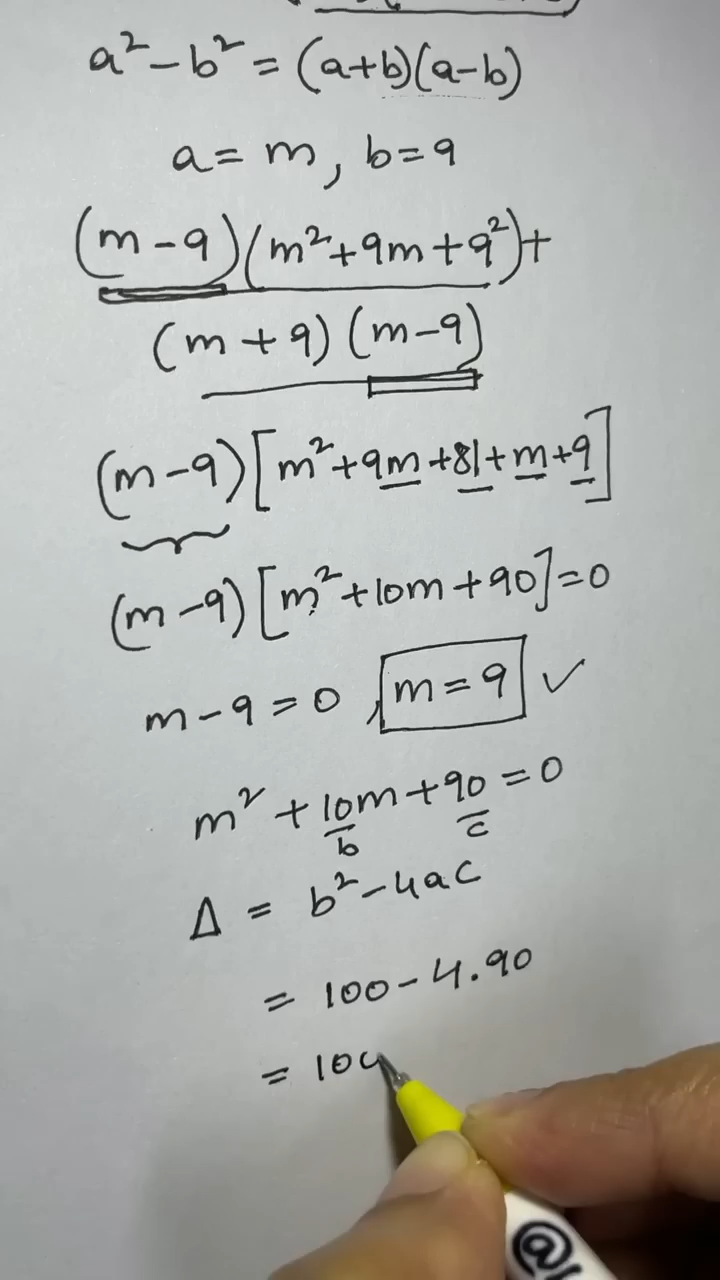 a²-b² = (a+b)(a-b)
a = m, b = 9
(m-9)(m²+9m+9²)+
(m+9)(m-9)
(m-9)[m²+9m+81+m+9]
(m-9)[m²+10m+90]=0
m-9=0, m=9 ✓
m²+10m+90=0
b c
Δ = b²-4ac
= 100-4.90
= 100
@